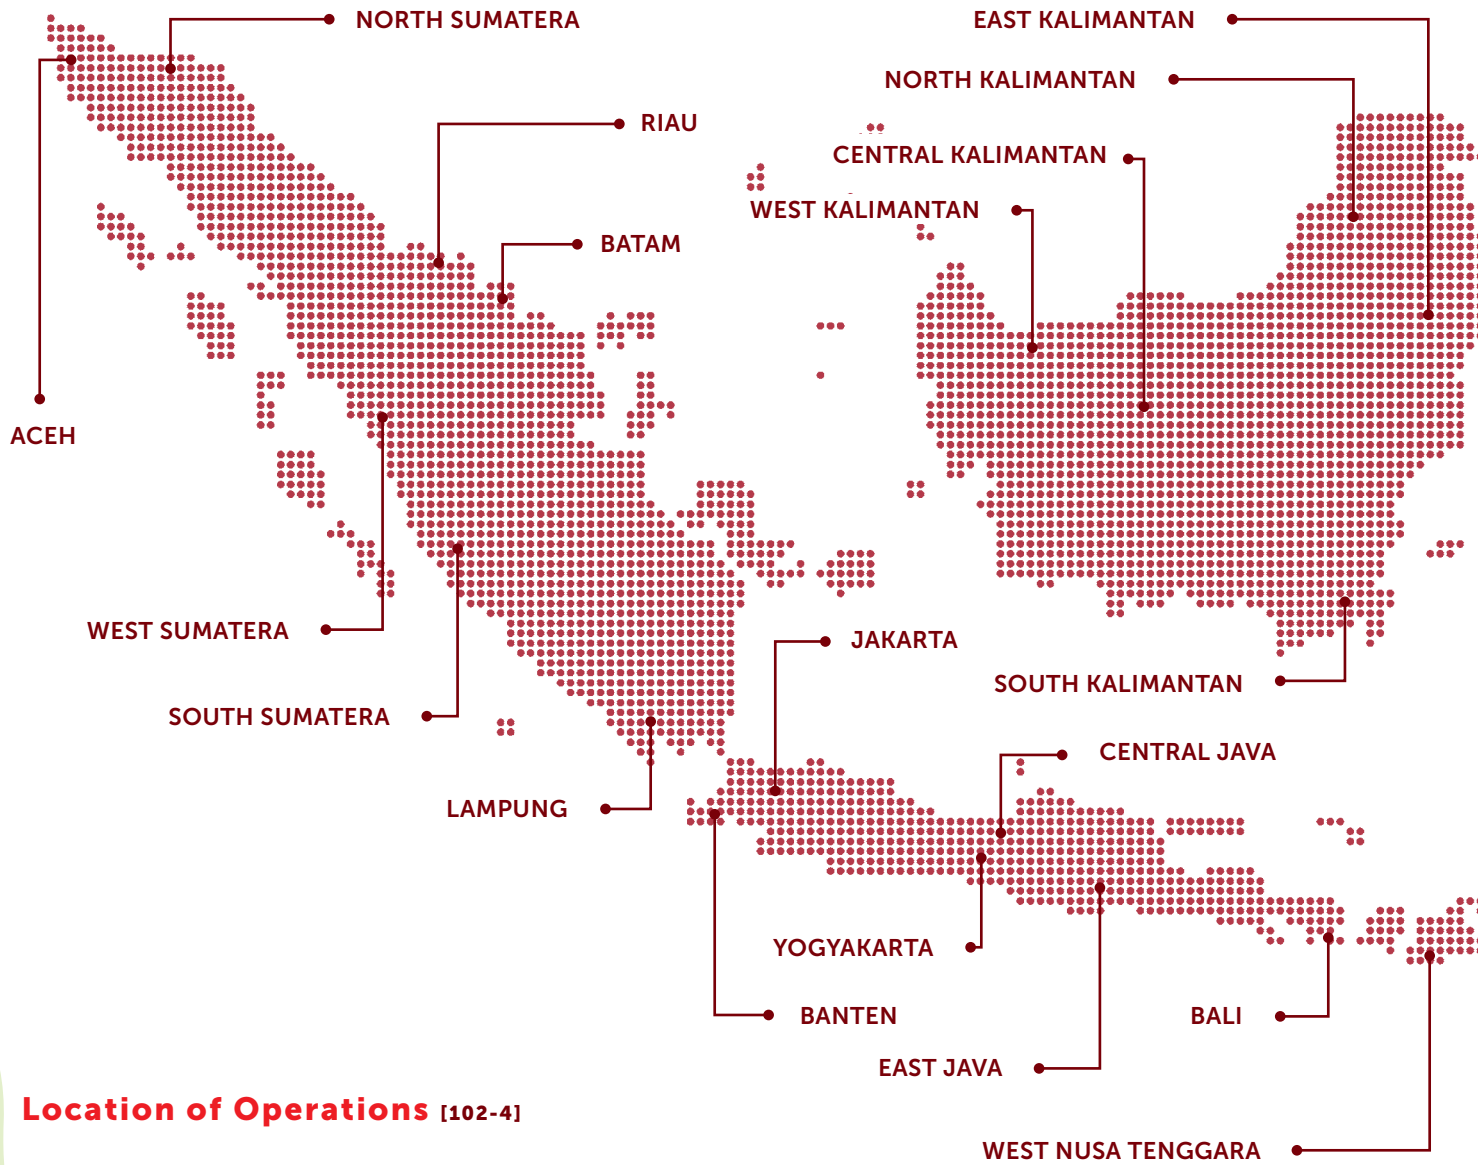 NORTH SUMATERA
EAST KALIMANTAN
NORTH KALIMANTAN
RIAU
CENTRAL KALIMANTAN
WEST KALIMANTAN
BATAM
ACEH
WEST SUMATERA
JAKARTA
SOUTH KALIMANTAN
SOUTH SUMATERA
CENTRAL JAVA
LAMPUNG
YOGYAKARTA
BANTEN
BALI
EAST JAVA
Location of Operations [102-4]
WEST NUSA TENGGARA